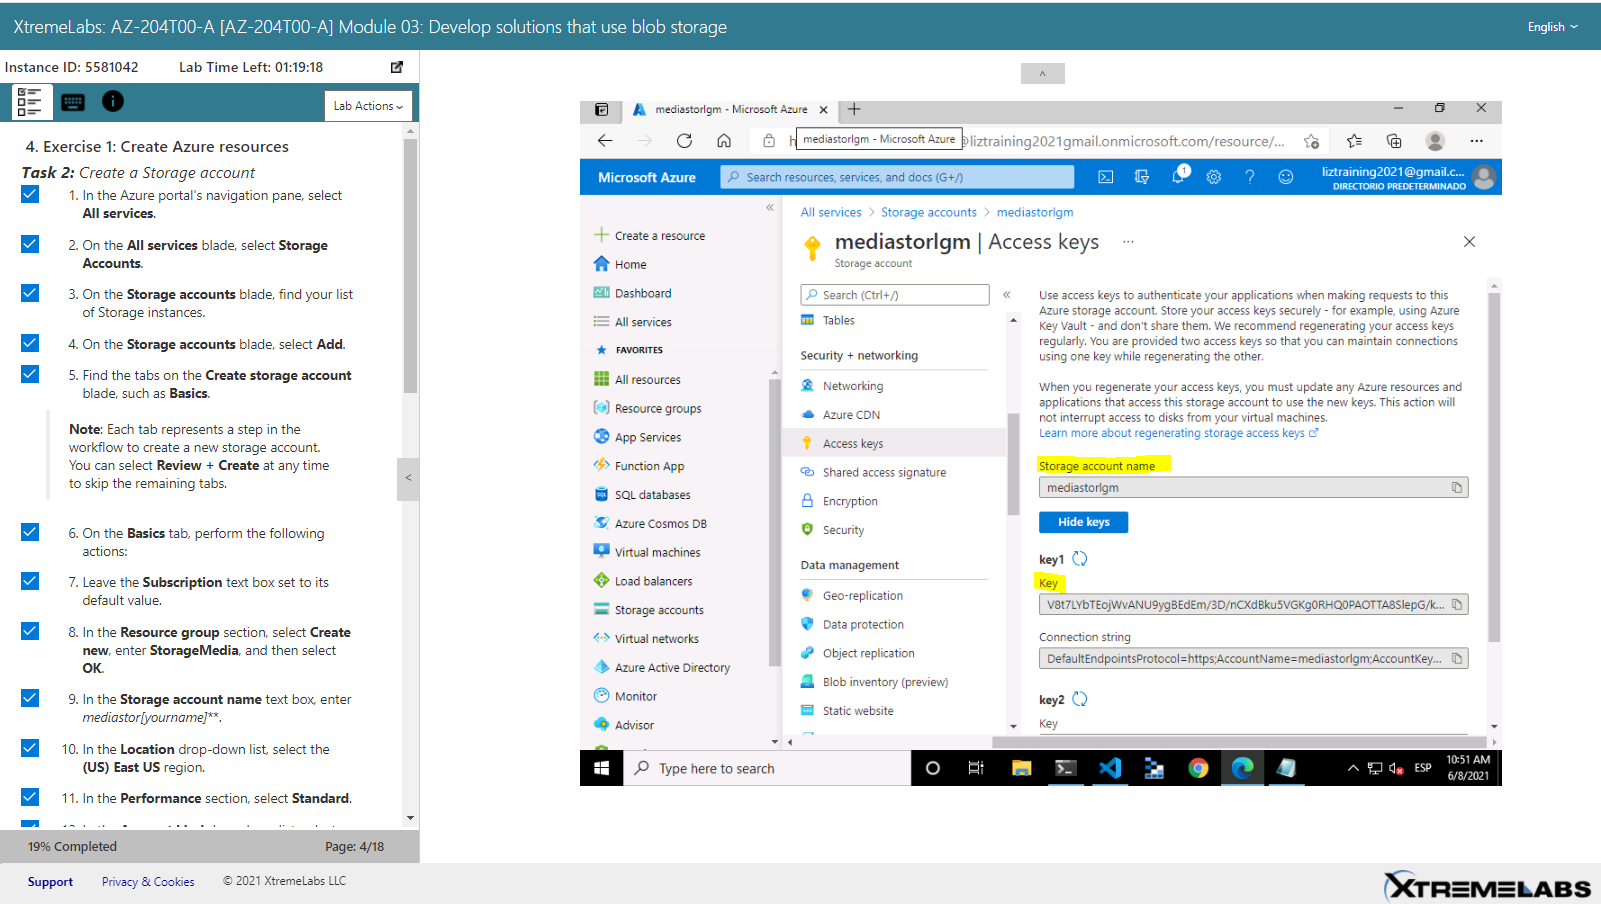 XtremeLabs: AZ-204T00-A [AZ-204T00-A] Module 03: Develop solutions that use blob storage
English
Instance ID: 5581042
Lab Time Left: 01:19:18
Lab Actions
4. Exercise 1: Create Azure resources
Task 2: Create a Storage account
1. In the Azure portal's navigation pane, select
All services.
2. On the All services blade, select Storage
Accounts.
3. On the Storage accounts blade, find your list
of Storage instances.
4. On the Storage accounts blade, select Add.
5. Find the tabs on the Create storage account
blade, such as Basics.
Note: Each tab represents a step in the
workflow to create a new storage account.
You can select Review + Create at any time
to skip the remaining tabs.
6. On the Basics tab, perform the following
actions:
7. Leave the Subscription text box set to its
default value.
8. In the Resource group section, select Create
new, enter StorageMedia, and then select
OK.
9. In the Storage account name text box, enter
mediastor[yourname]**.
10. In the Location drop-down list, select the
(US) East US region.
11. In the Performance section, select Standard.
19% Completed
Page: 4/18
Support
Privacy & Cookies
© 2021 XtremeLabs LLC
XTREMELABS
mediastorlgm - Microsoft Azure
mediastorlgm - Microsoft Azure
liztraining2021gmail.onmicrosoft.com/resource/...
Microsoft Azure
Search resources, services, and docs (G+/)
1
liztraining2021@gmail.c...
DIRECTORIO PREDETERMINADO
Create a resource
Home
Dashboard
All services
FAVORITES
All resources
Resource groups
App Services
Function App
SQL databases
Azure Cosmos DB
Virtual machines
Load balancers
Storage accounts
Virtual networks
Azure Active Directory
Monitor
Advisor
All services > Storage accounts > mediastorlgm
mediastorlgm | Access keys
Storage account
Search (Ctrl+/)
Tables
Security + networking
Networking
Azure CDN
Access keys
Shared access signature
Encryption
Security
Data management
Geo-replication
Data protection
Object replication
Blob inventory (preview)
Static website
Use access keys to authenticate your applications when making requests to this
Azure storage account. Store your access keys securely - for example, using Azure
Key Vault - and don't share them. We recommend regenerating your access keys
regularly. You are provided two access keys so that you can maintain connections
using one key while regenerating the other.
When you regenerate your access keys, you must update any Azure resources and
applications that access this storage account to use the new keys. This action will
not interrupt access to disks from your virtual machines.
Learn more about regenerating storage access keys
Storage account name
mediastorlgm
Hide keys
key1
Key
V8t7LYbTEojWvANU9ygBEdEm/3D/nCXdBku5VGKg0RHQ0PAOTTA8SlepG/k...
Connection string
DefaultEndpointsProtocol=https;AccountName=mediastorlgm;AccountKey...
key2
Key
Type here to search
ESP
10:51 AM
6/8/2021